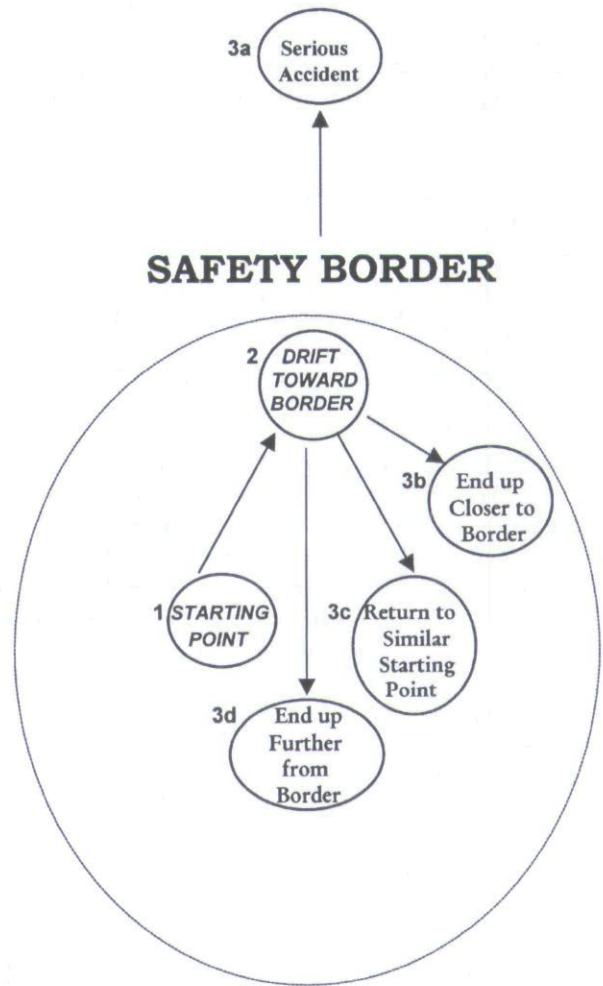 3a Serious
Accident
SAFETY BORDER
2 DRIFT
TOWARD
BORDER
3b End up
Closer to
Border
1 STARTING
POINT
3c Return to
Similar
Starting
Point
3d End up
Further
from
Border